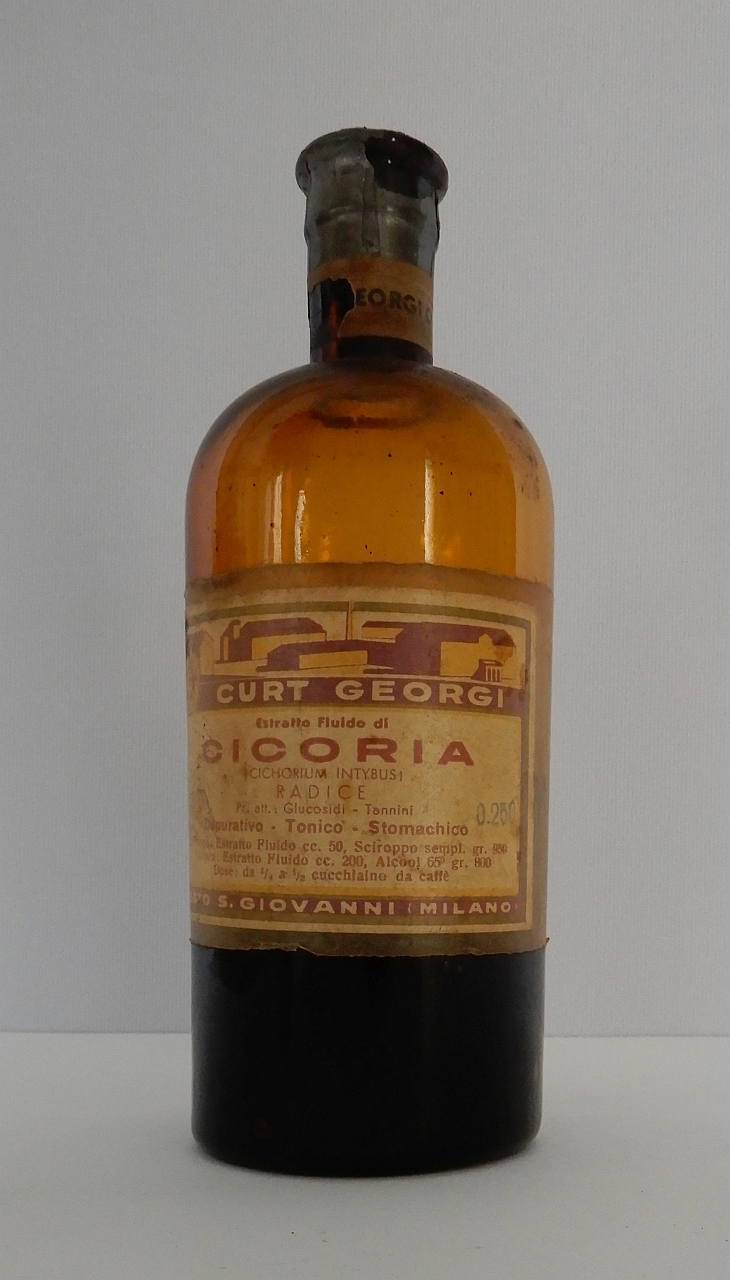 EORGI
CURT GEORGI
Estratto Fluido di
CICORIA
(CICHORIUM INTYBUS)
RADICE
Pr. att.: Glucosidi - Tannini
0.250
Depurativo - Tonico - Stomachico
Estratto Fluido cc. 50, Sciroppo sempl. gr. 950
Estratto Fluido cc. 200, Alcool 65° gr. 800
Dose: da 1/4 a 1/2 cucchiaino da caffè
S. GIOVANNI (MILANO)